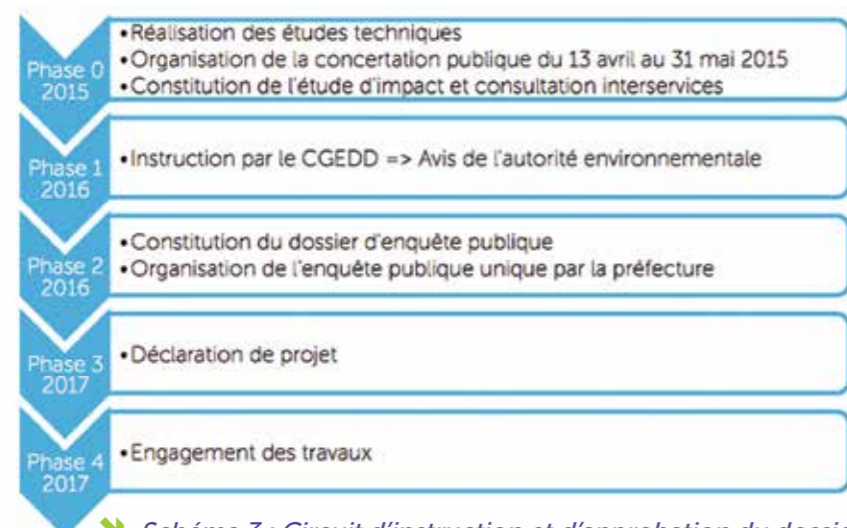 Phase 0
2015
•Réalisation des études techniques
•Organisation de la concertation publique du 13 avril au 31 mai 2015
•Constitution de l'étude d'impact et consultation interservices
Phase 1
2016
•Instruction par le CGEDD => Avis de l'autorité environnementale
Phase 2
2016
•Constitution du dossier d'enquête publique
•Organisation de l'enquête publique unique par la préfecture
Phase 3
2017
•Déclaration de projet
Phase 4
2017
•Engagement des travaux
Schéma 3 : Circuit d'instruction et d'approbation du dossier